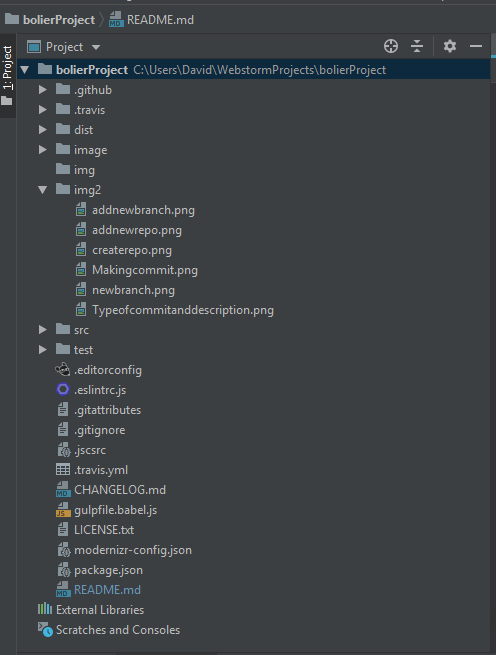 bolierProject README.md
1: Project
Project
bolierProject C:\Users\David\WebstormProjects\bolierProject
.github
.travis
dist
image
img
img2
addnewbranch.png
addnewrepo.png
createrepo.png
Makingcommit.png
newbranch.png
Typeofcommitanddescription.png
src
test
.editorconfig
.eslintrc.js
.gitattributes
.gitignore
.jscsrc
.travis.yml
CHANGELOG.md
gulpfile.babel.js
LICENSE.txt
modernizr-config.json
package.json
README.md
External Libraries
Scratches and Consoles